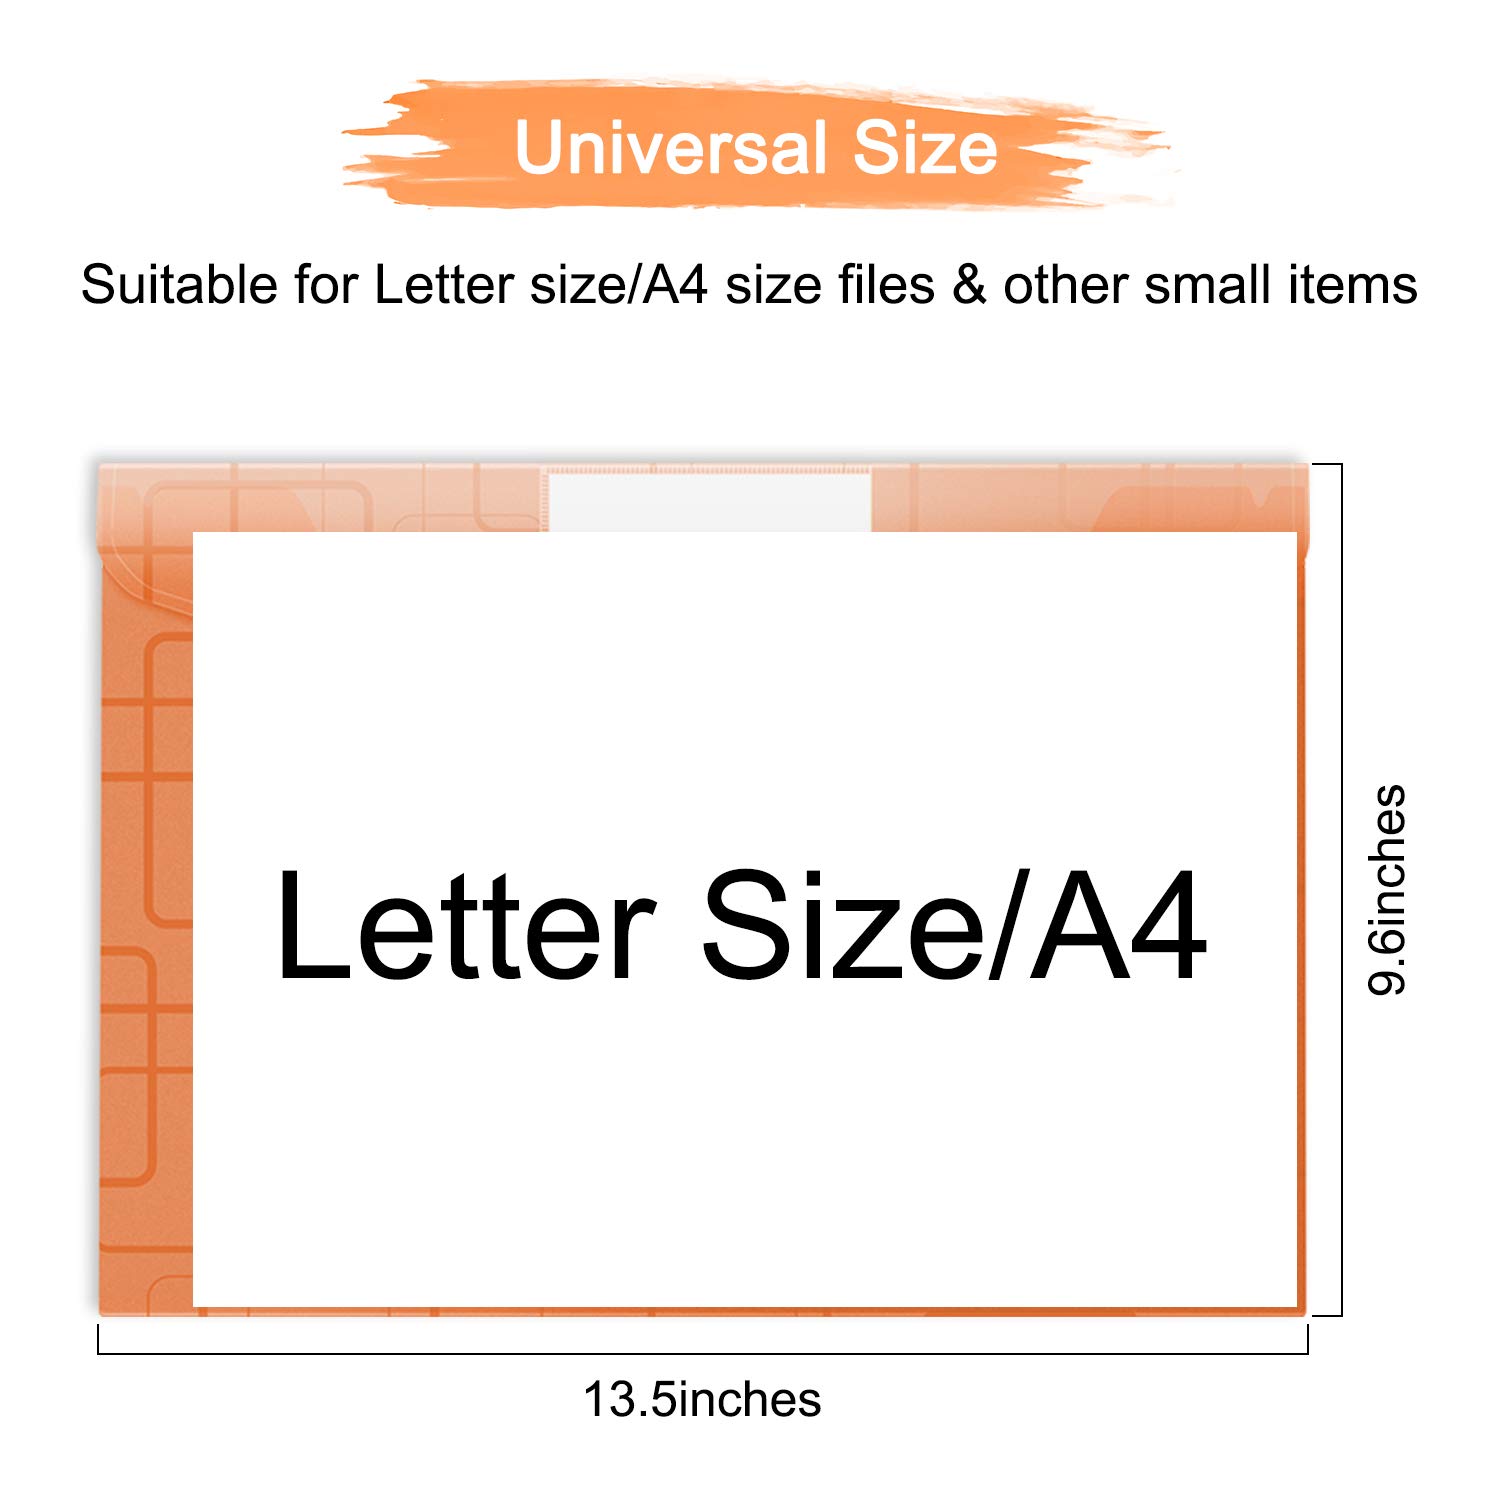 Universal Size
Suitable for Letter size/A4 size files & other small items
Letter Size/A4
9.6inches
13.5inches